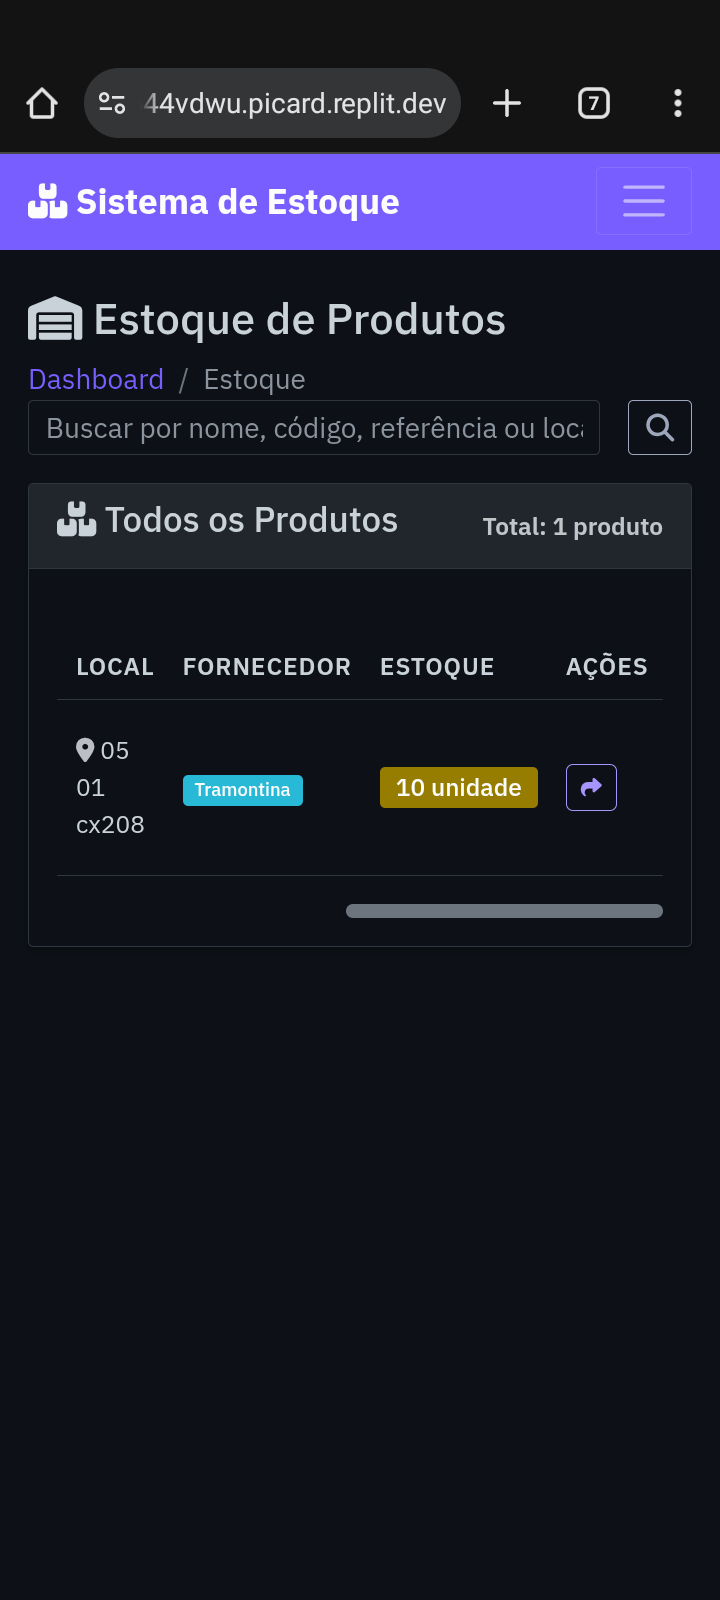 44vdwu.picard.replit.dev
7
Sistema de Estoque
Estoque de Produtos
Dashboard / Estoque
Buscar por nome, código, referência ou loca
Todos os Produtos
Total: 1 produto
LOCAL FORNECEDOR ESTOQUE AÇÕES
05
01
cx208
Tramontina
10 unidade